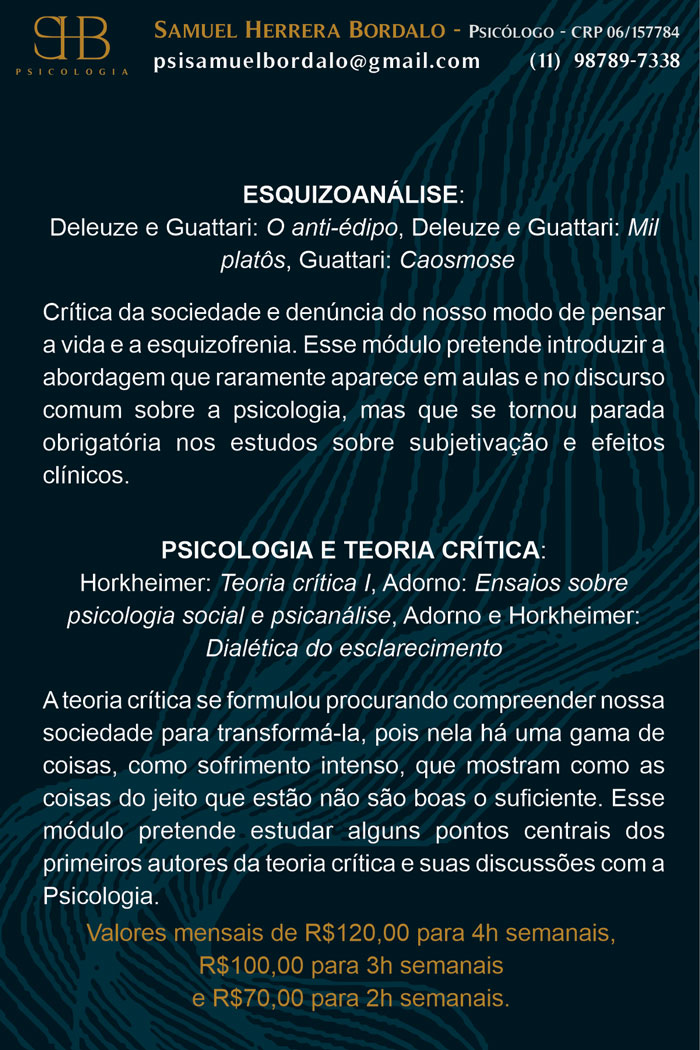 SHB
PSICOLOGIA
Samuel Herrera Bordalo - Psicólogo - CRP 06/157784
psisamuelbordalo@gmail.com (11) 98789-7338
ESQUIZOANÁLISE:
Deleuze e Guattari: O anti-édipo, Deleuze e Guattari: Mil
platôs, Guattari: Caosmose
Crítica da sociedade e denúncia do nosso modo de pensar
a vida e a esquizofrenia. Esse módulo pretende introduzir a
abordagem que raramente aparece em aulas e no discurso
comum sobre a psicologia, mas que se tornou parada
obrigatória nos estudos sobre subjetivação e efeitos
clínicos.
PSICOLOGIA E TEORIA CRÍTICA:
Horkheimer: Teoria crítica I, Adorno: Ensaios sobre
psicologia social e psicanálise, Adorno e Horkheimer:
Dialética do esclarecimento
A teoria crítica se formulou procurando compreender nossa
sociedade para transformá-la, pois nela há uma gama de
coisas, como sofrimento intenso, que mostram como as
coisas do jeito que estão não são boas o suficiente. Esse
módulo pretende estudar alguns pontos centrais dos
primeiros autores da teoria crítica e suas discussões com a
Psicologia.
Valores mensais de R$120,00 para 4h semanais,
R$100,00 para 3h semanais
e R$70,00 para 2h semanais.